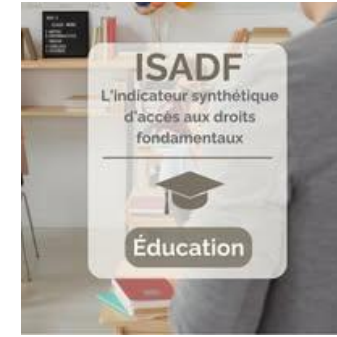 ISADF
L'indicateur synthétique
d'accès aux droits
fondamentaux
Éducation